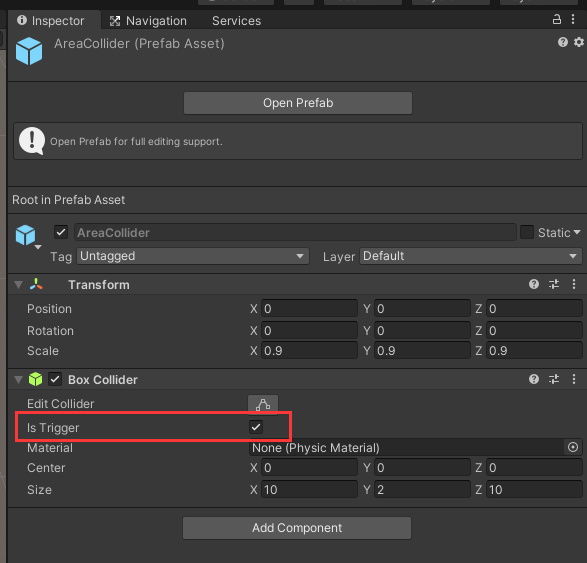 Inspector Navigation Services
AreaCollider (Prefab Asset)
Open Prefab
Open Prefab for full editing support.
Root in Prefab Asset
AreaCollider Static
Tag Untagged Layer Default
Transform
Position X 0 Y 0 Z 0
Rotation X 0 Y 0 Z 0
Scale X 0.9 Y 0.9 Z 0.9
Box Collider
Edit Collider
Is Trigger
Material None (Physic Material)
Center X 0 Y 0 Z 0
Size X 10 Y 2 Z 10
Add Component